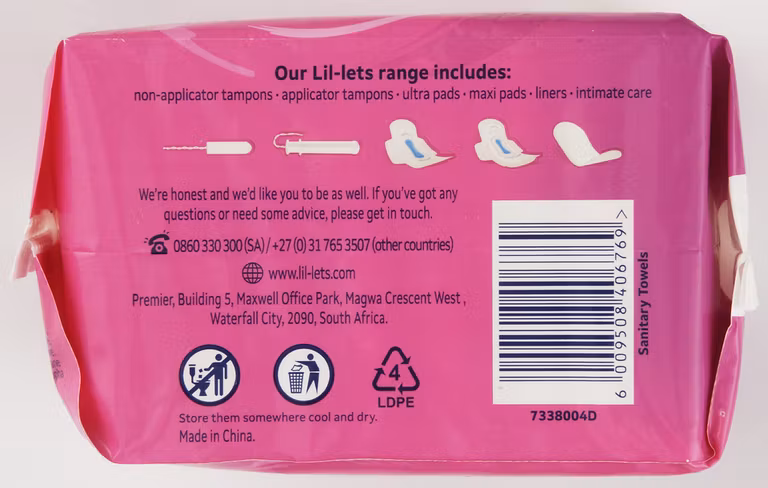 Our Lil-lets range includes:
non-applicator tampons · applicator tampons · ultra pads · maxi pads · liners · intimate care
We're honest and we'd like you to be as well. If you've got any
questions or need some advice, please get in touch.
0860 330 300 (SA) / +27 (0) 31 765 3507 (other countries)
www.lil-lets.com
Premier, Building 5, Maxwell Office Park, Magwa Crescent West ,
Waterfall City, 2090, South Africa.
4
LDPE
Store them somewhere cool and dry.
Made in China.
6 009508 406769 >
Sanitary Towels
7338004D